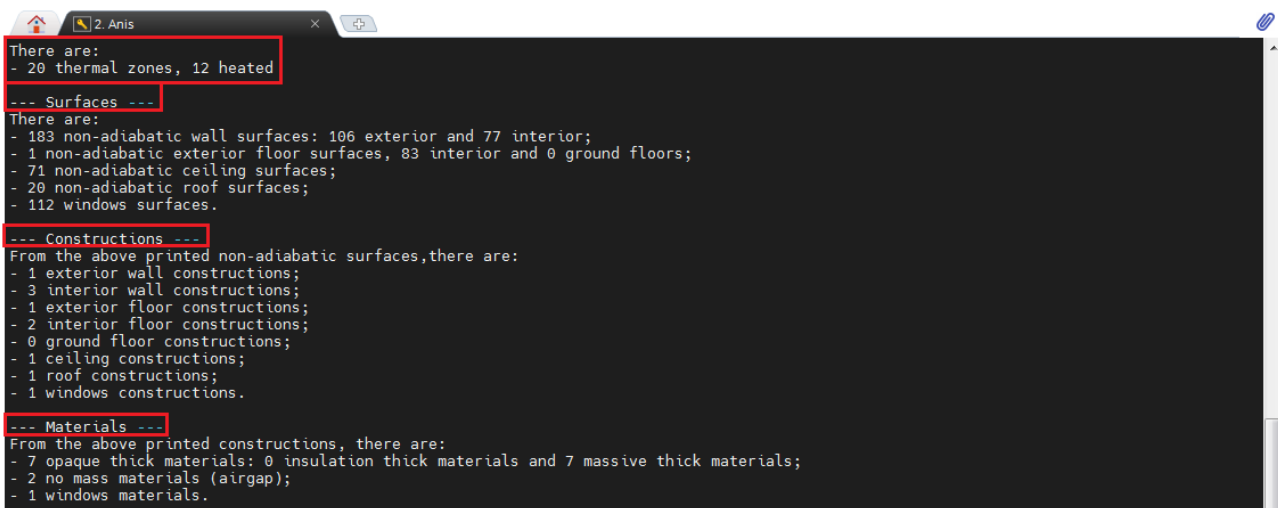 2. Anis
There are:
- 20 thermal zones, 12 heated
--- Surfaces ---
There are:
- 183 non-adiabatic wall surfaces: 106 exterior and 77 interior;
- 1 non-adiabatic exterior floor surfaces, 83 interior and 0 ground floors;
- 71 non-adiabatic ceiling surfaces;
- 20 non-adiabatic roof surfaces;
- 112 windows surfaces.
--- Constructions ---
From the above printed non-adiabatic surfaces,there are:
- 1 exterior wall constructions;
- 3 interior wall constructions;
- 1 exterior floor constructions;
- 2 interior floor constructions;
- 0 ground floor constructions;
- 1 ceiling constructions;
- 1 roof constructions;
- 1 windows constructions.
--- Materials ---
From the above printed constructions, there are:
- 7 opaque thick materials: 0 insulation thick materials and 7 massive thick materials;
- 2 no mass materials (airgap);
- 1 windows materials.